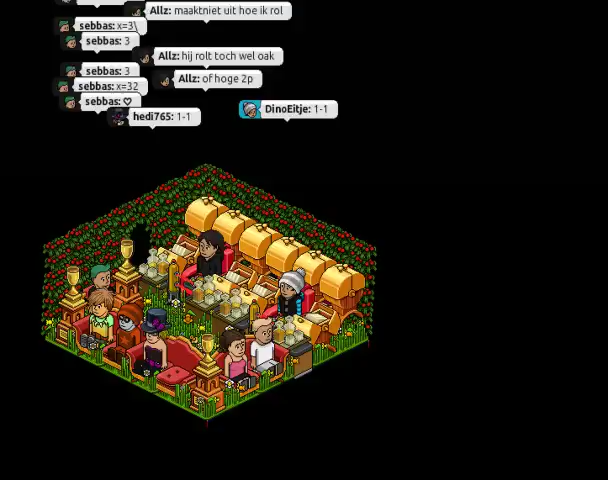 Allz: maaktniet uit hoe ik rol
sebbas: x=3\
sebbas: 3
Allz: hij rolt toch wel oak
sebbas: 3
Allz: of hoge 2p
sebbas: x=32
sebbas: ♡
DinoEitje: 1-1
hedi765: 1-1